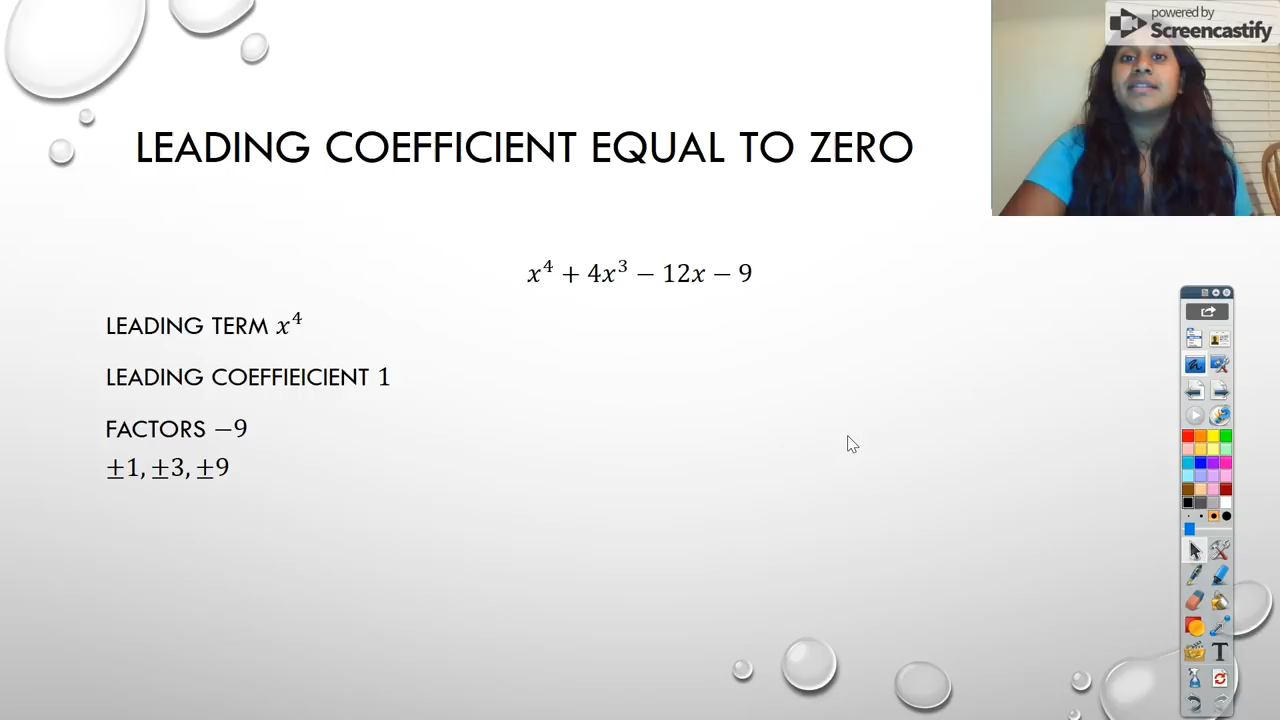 powered by
Screencastify
LEADING COEFFICIENT EQUAL TO ZERO
x⁴ + 4x³ − 12x − 9
LEADING TERM x⁴
LEADING COEFFIEICIENT 1
FACTORS −9
±1, ±3, ±9
T